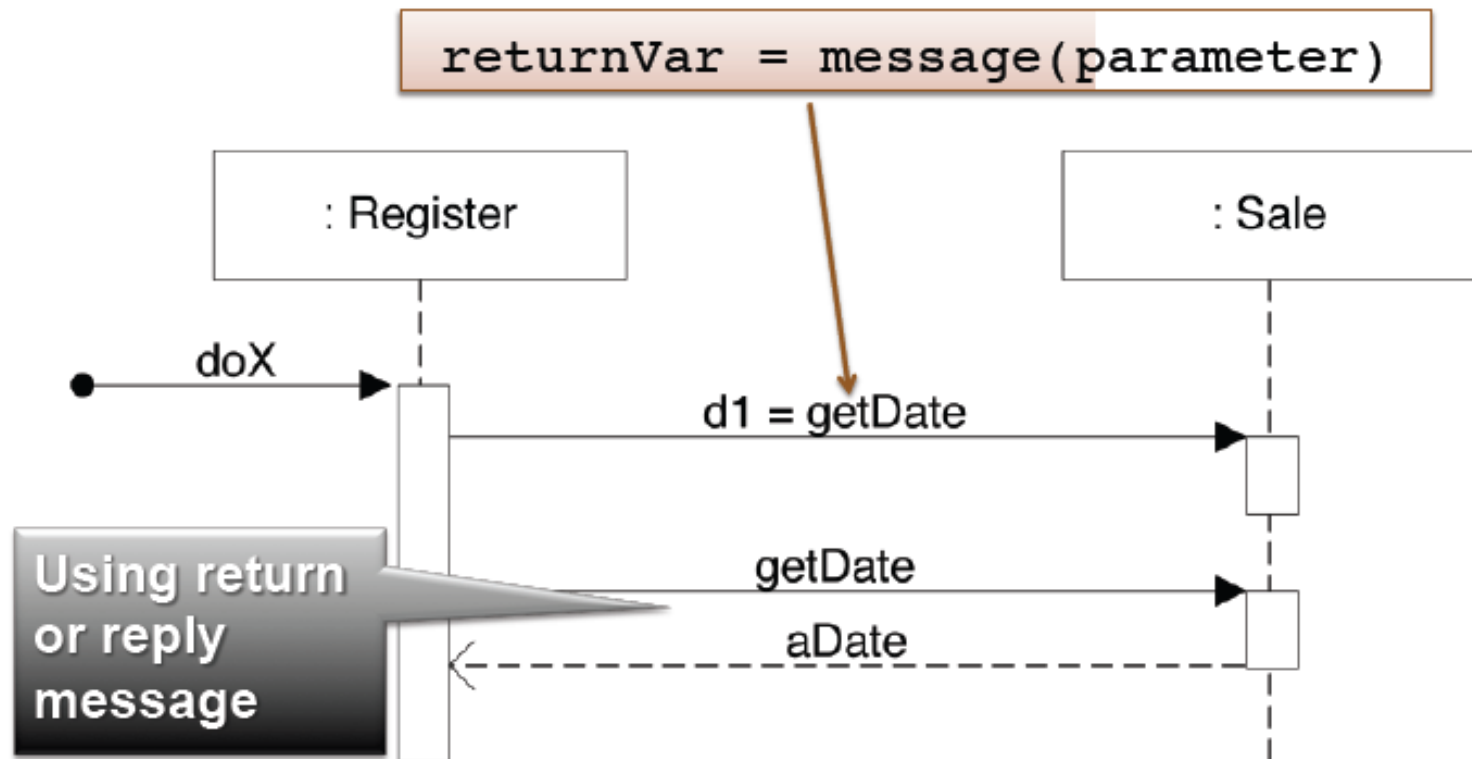 returnVar = message(parameter)
: Register
: Sale
doX
d1 = getDate
Using return
or reply
message
getDate
aDate